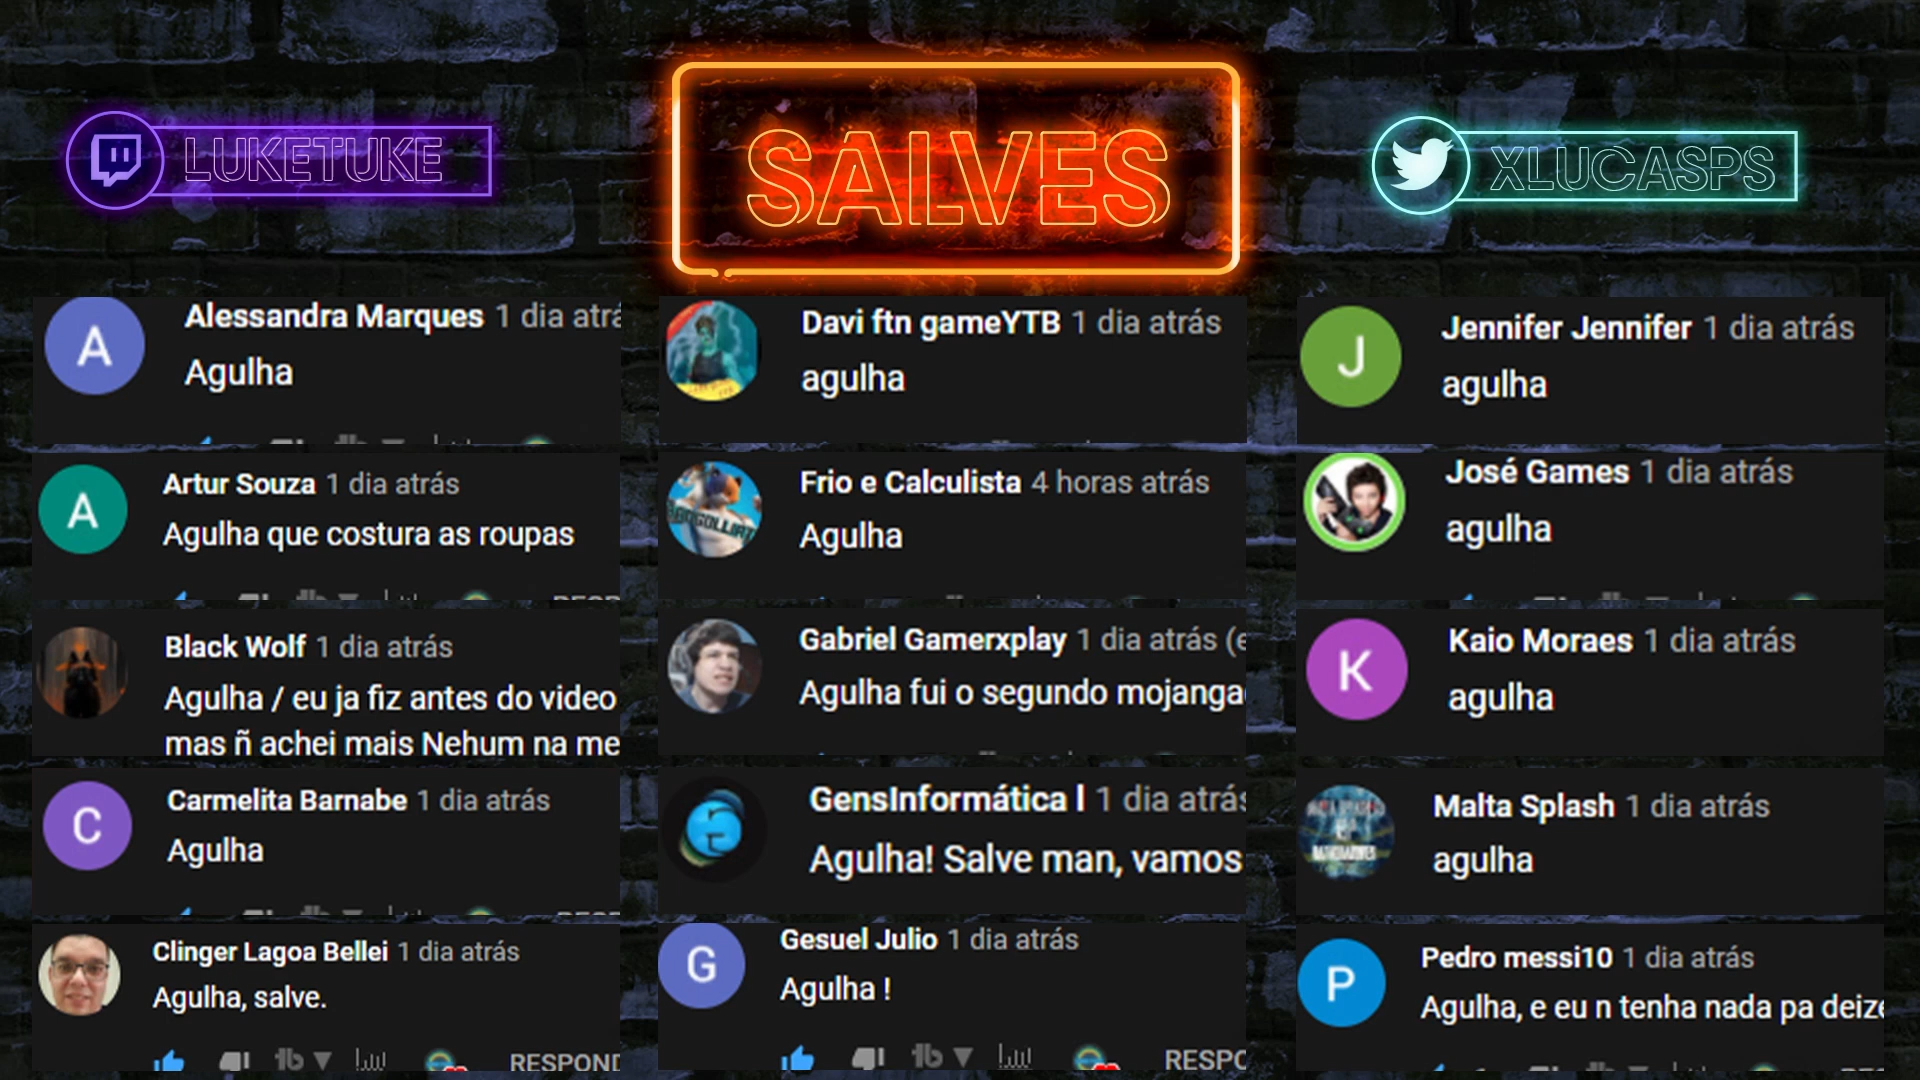 LUKETUKE
SALVES
XLUCASPS
A
Alessandra Marques 1 dia
Agulha
A
Artur Souza 1 dia atrás
Agulha que costura as roupas
Black Wolf 1 dia atrás
Agulha / eu ja fiz antes do video
mas ñ achei mais Nehum na
C
Carmelita Barnabe 1 dia atrás
Agulha
Clinger Lagoa Bellei 1 dia atrás
Agulha, salve.
Davi ftn gameYTB 1 dia atrás
agulha
Frio e Calculista 4 horas atrás
Agulha
Gabriel Gamerxplay 1 dia atrás
Agulha fui o segundo
GensInformática l 1 dia atrás
Agulha! Salve man, vamos
G
Gesuel Julio 1 dia atrás
Agulha !
J
Jennifer Jennifer 1 dia atrás
agulha
José Games 1 dia atrás
agulha
K
Kaio Moraes 1 dia atrás
agulha
Malta Splash 1 dia atrás
agulha
P
Pedro messi10 1 dia atrás
Agulha, e eu n tenha nada pa